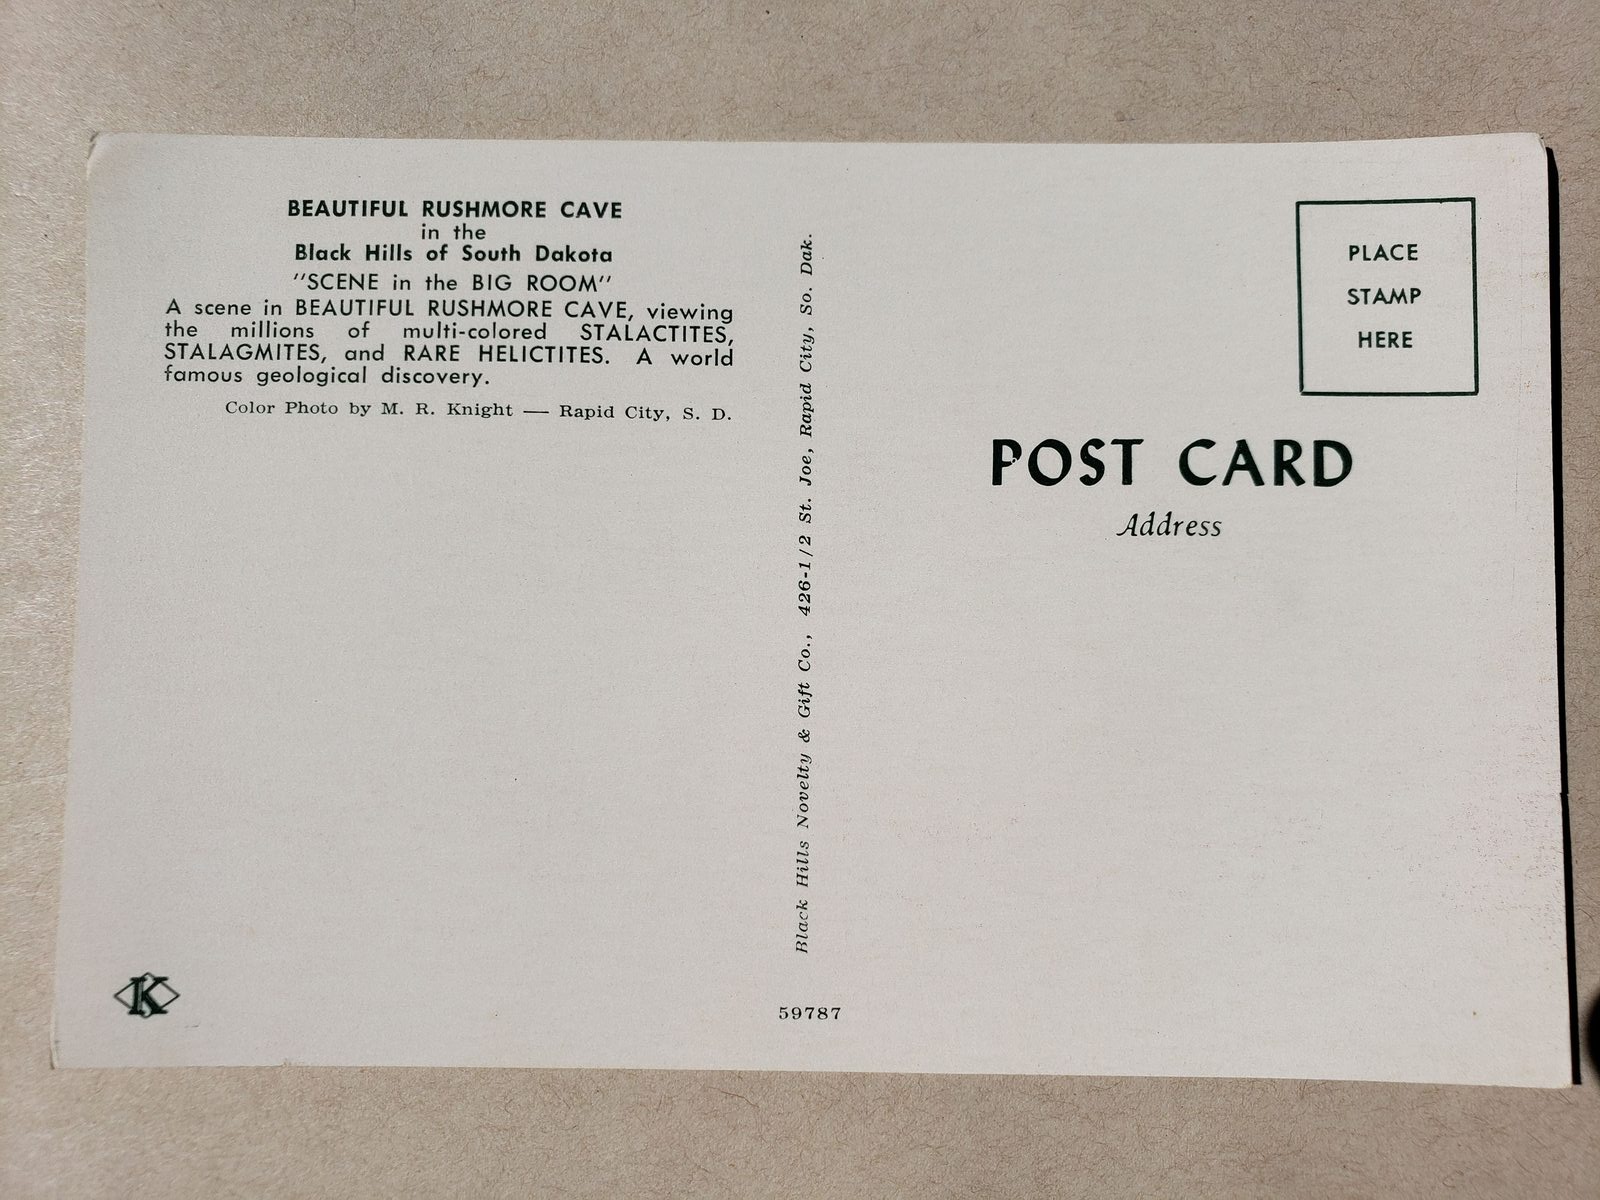 BEAUTIFUL RUSHMORE CAVE
in the
Black Hills of South Dakota
"SCENE in the BIG ROOM"
A scene in BEAUTIFUL RUSHMORE CAVE, viewing
the millions of multi-colored STALACTITES,
STALAGMITES, and RARE HELICTITES. A world
famous geological discovery.
Color Photo by M. R. Knight — Rapid City, S. D.
K
Black Hills Novelty & Gift Co., 426-1/2 St. Joe, Rapid City, So. Dak.
59787
PLACE
STAMP
HERE
POST CARD
Address